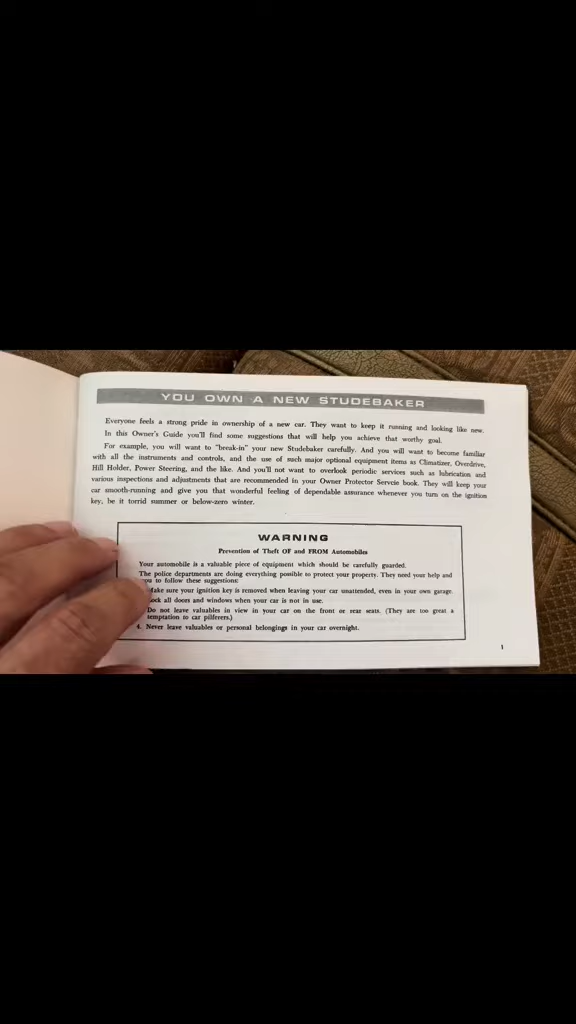 YOU OWN A NEW STUDEBAKER
Everyone feels a strong pride in ownership of a new car. They want to keep it running and looking like new.
In this Owner's Guide you'll find some suggestions that will help you achieve that worthy goal.
For example, you will want to "break-in" your new Studebaker carefully. And you will want to become familiar
with all the instruments and controls, and the use of such major optional equipment items as Climatizer, Overdrive,
Hill Holder, Power Steering, and the like. And you'll not want to overlook periodic services such as lubrication and
various inspections and adjustments that are recommended in your Owner Protector Servcie book. They will keep your
car smooth-running and give you that wonderful feeling of dependable assurance whenever you turn on the ignition
key, be it torrid summer or below-zero winter.
WARNING
Prevention of Theft OF and FROM Automobiles
Your automobile is a valuable piece of equipment which should be carefully guarded.
The police departments are doing everything possible to protect your property. They need your help and
you to follow these suggestions:
Make sure your ignition key is removed when leaving your car unattended, even in your own garage.
Lock all doors and windows when your car is not in use.
Do not leave valuables in view in your car on the front or rear seats. (They are too great a
temptation to car pilferers.)
4. Never leave valuables or personal belongings in your car overnight.
1